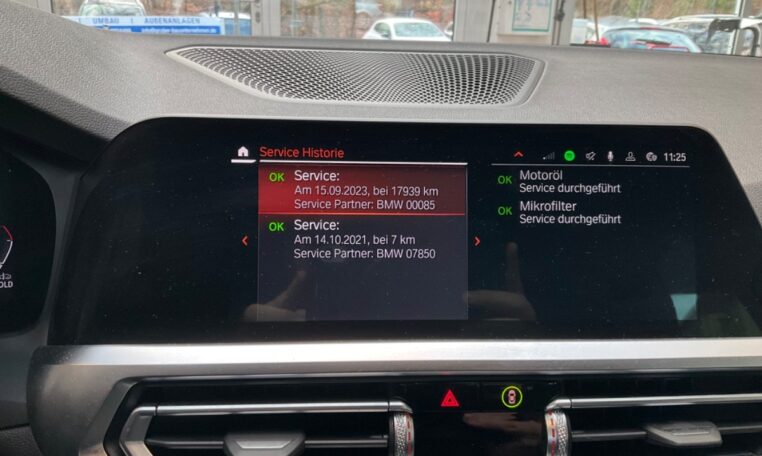 UMBAU / AUSSENANLAGEN
Service Historie
11:25
OK Service:
Am 15.09.2023, bei 17939 km
Service Partner: BMW 00085
OK Service:
Am 14.10.2021, bei 7 km
Service Partner: BMW 07850
OK Motoröl
Service durchgeführt
OK Mikrofilter
Service durchgeführt